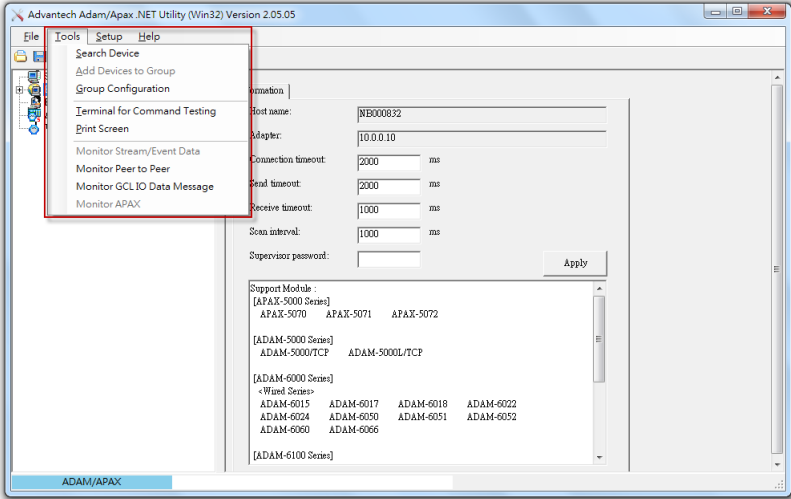 Advantech Adam/Apax .NET Utility (Win32) Version 2.05.05
File Tools Setup Help
Search Device
Add Devices to Group
Group Configuration
Terminal for Command Testing
Print Screen
Monitor Stream/Event Data
Monitor Peer to Peer
Monitor GCL IO Data Message
Monitor APAX
ormation
Host name: NB000832
Adapter: 10.0.0.10
Connection timeout: 2000 ms
Send timeout: 2000 ms
Receive timeout: 1000 ms
Scan interval: 1000 ms
Supervisor password:
Apply
Support Module :
[APAX-5000 Series]
APAX-5070 APAX-5071 APAX-5072
[ADAM-5000 Series]
ADAM-5000/TCP ADAM-5000L/TCP
[ADAM-6000 Series]
<Wired Series>
ADAM-6015 ADAM-6017 ADAM-6018 ADAM-6022
ADAM-6024 ADAM-6050 ADAM-6051 ADAM-6052
ADAM-6060 ADAM-6066
[ADAM-6100 Series]
ADAM/APAX